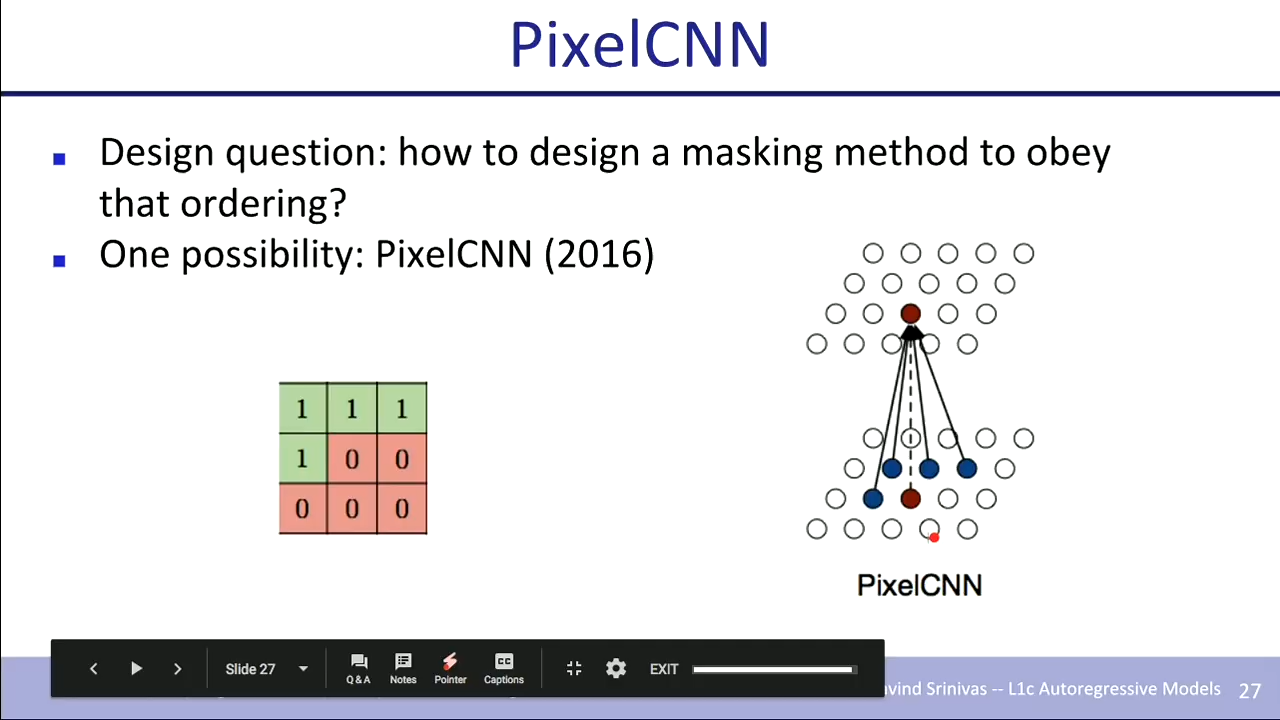 PixelCNN
Design question: how to design a masking method to obey
that ordering?
One possibility: PixelCNN (2016)
1 1 1
1 0 0
0 0 0
PixelCNN
Slide 27
Q & A
Notes
Pointer
CC
Captions
EXIT
Srinivas -- L1c Autoregressive Models
27